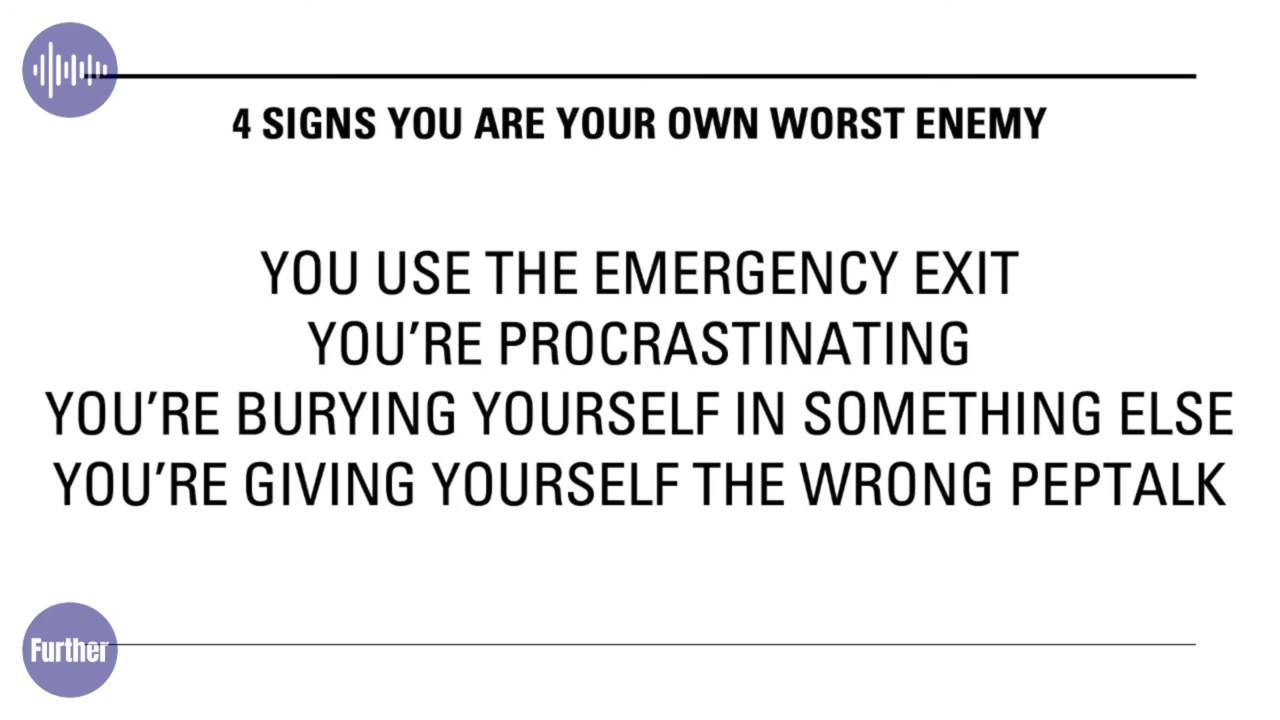 4 SIGNS YOU ARE YOUR OWN WORST ENEMY
YOU USE THE EMERGENCY EXIT
YOU’RE PROCRASTINATING
YOU’RE BURYING YOURSELF IN SOMETHING ELSE
YOU’RE GIVING YOURSELF THE WRONG PEPTALK
Further